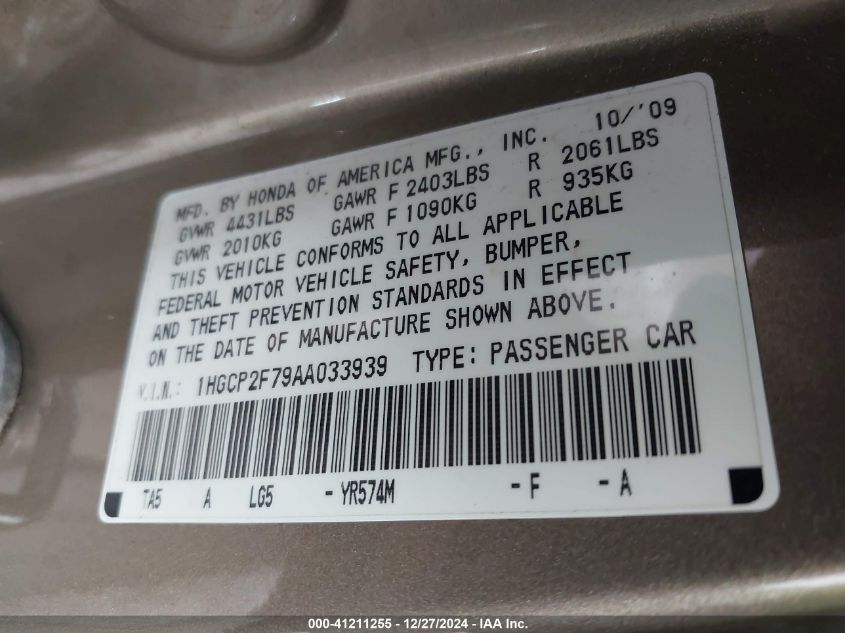 MFD. BY HONDA OF AMERICA MFG., INC. 10/'09
GVWR 4431LBS GAWR F 2403LBS R 2061LBS
GVWR 2010KG GAWR F 1090KG R 935KG
THIS VEHICLE CONFORMS TO ALL APPLICABLE
FEDERAL MOTOR VEHICLE SAFETY, BUMPER,
AND THEFT PREVENTION STANDARDS IN EFFECT
ON THE DATE OF MANUFACTURE SHOWN ABOVE.
V.I.N.: 1HGCP2F79AA033939 TYPE: PASSENGER CAR
TA5 A LG5 -YR574M -F -A
000-41211255 - 12/27/2024 - IAA Inc.